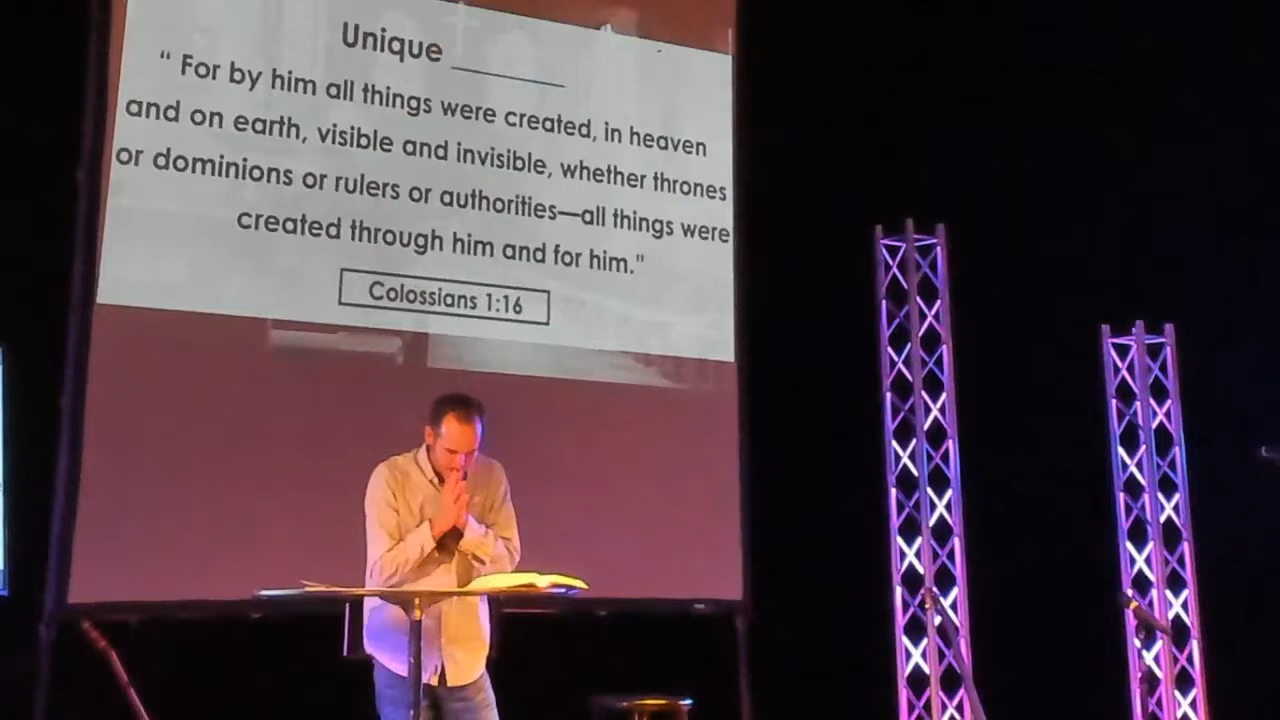 Unique ________
“ For by him all things were created, in heaven
and on earth, visible and invisible, whether thrones
or dominions or rulers or authorities—all things were
created through him and for him."
Colossians 1:16